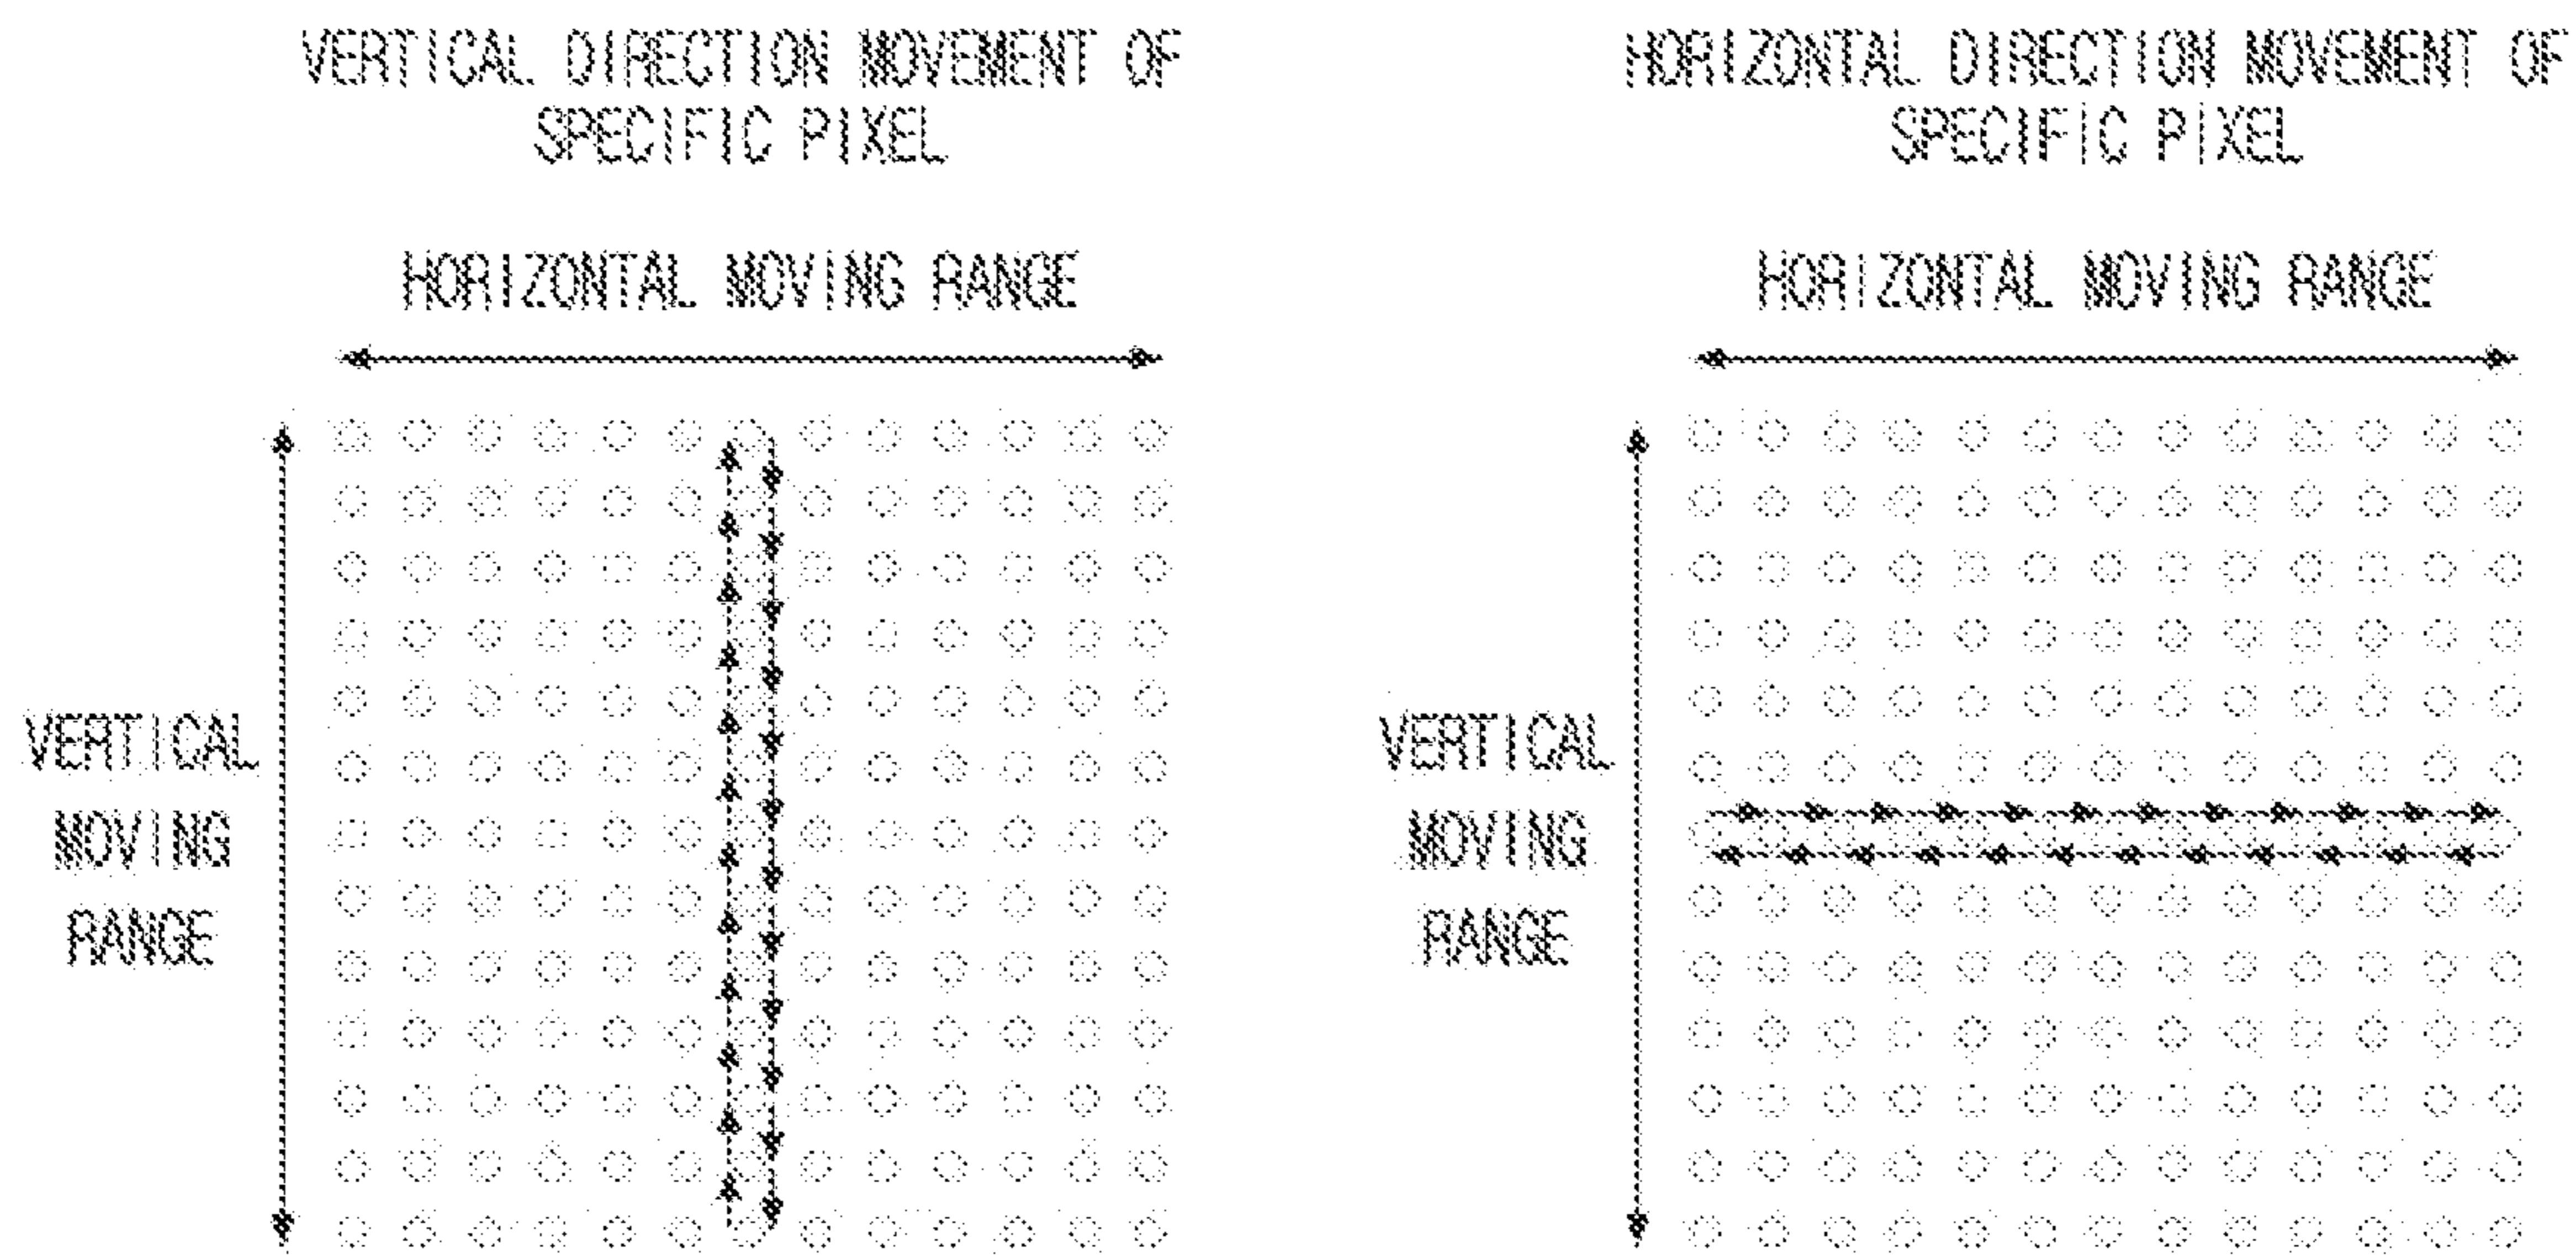 VERTICAL DIRECTION MOVEMENT OF
SPECIFIC PIXEL
HORIZONTAL MOVING RANGE
VERTICAL
MOVING
RANGE
HORIZONTAL DIRECTION MOVEMENT OF
SPECIFIC PIXEL
HORIZONTAL MOVING RANGE
VERTICAL
MOVING
RANGE